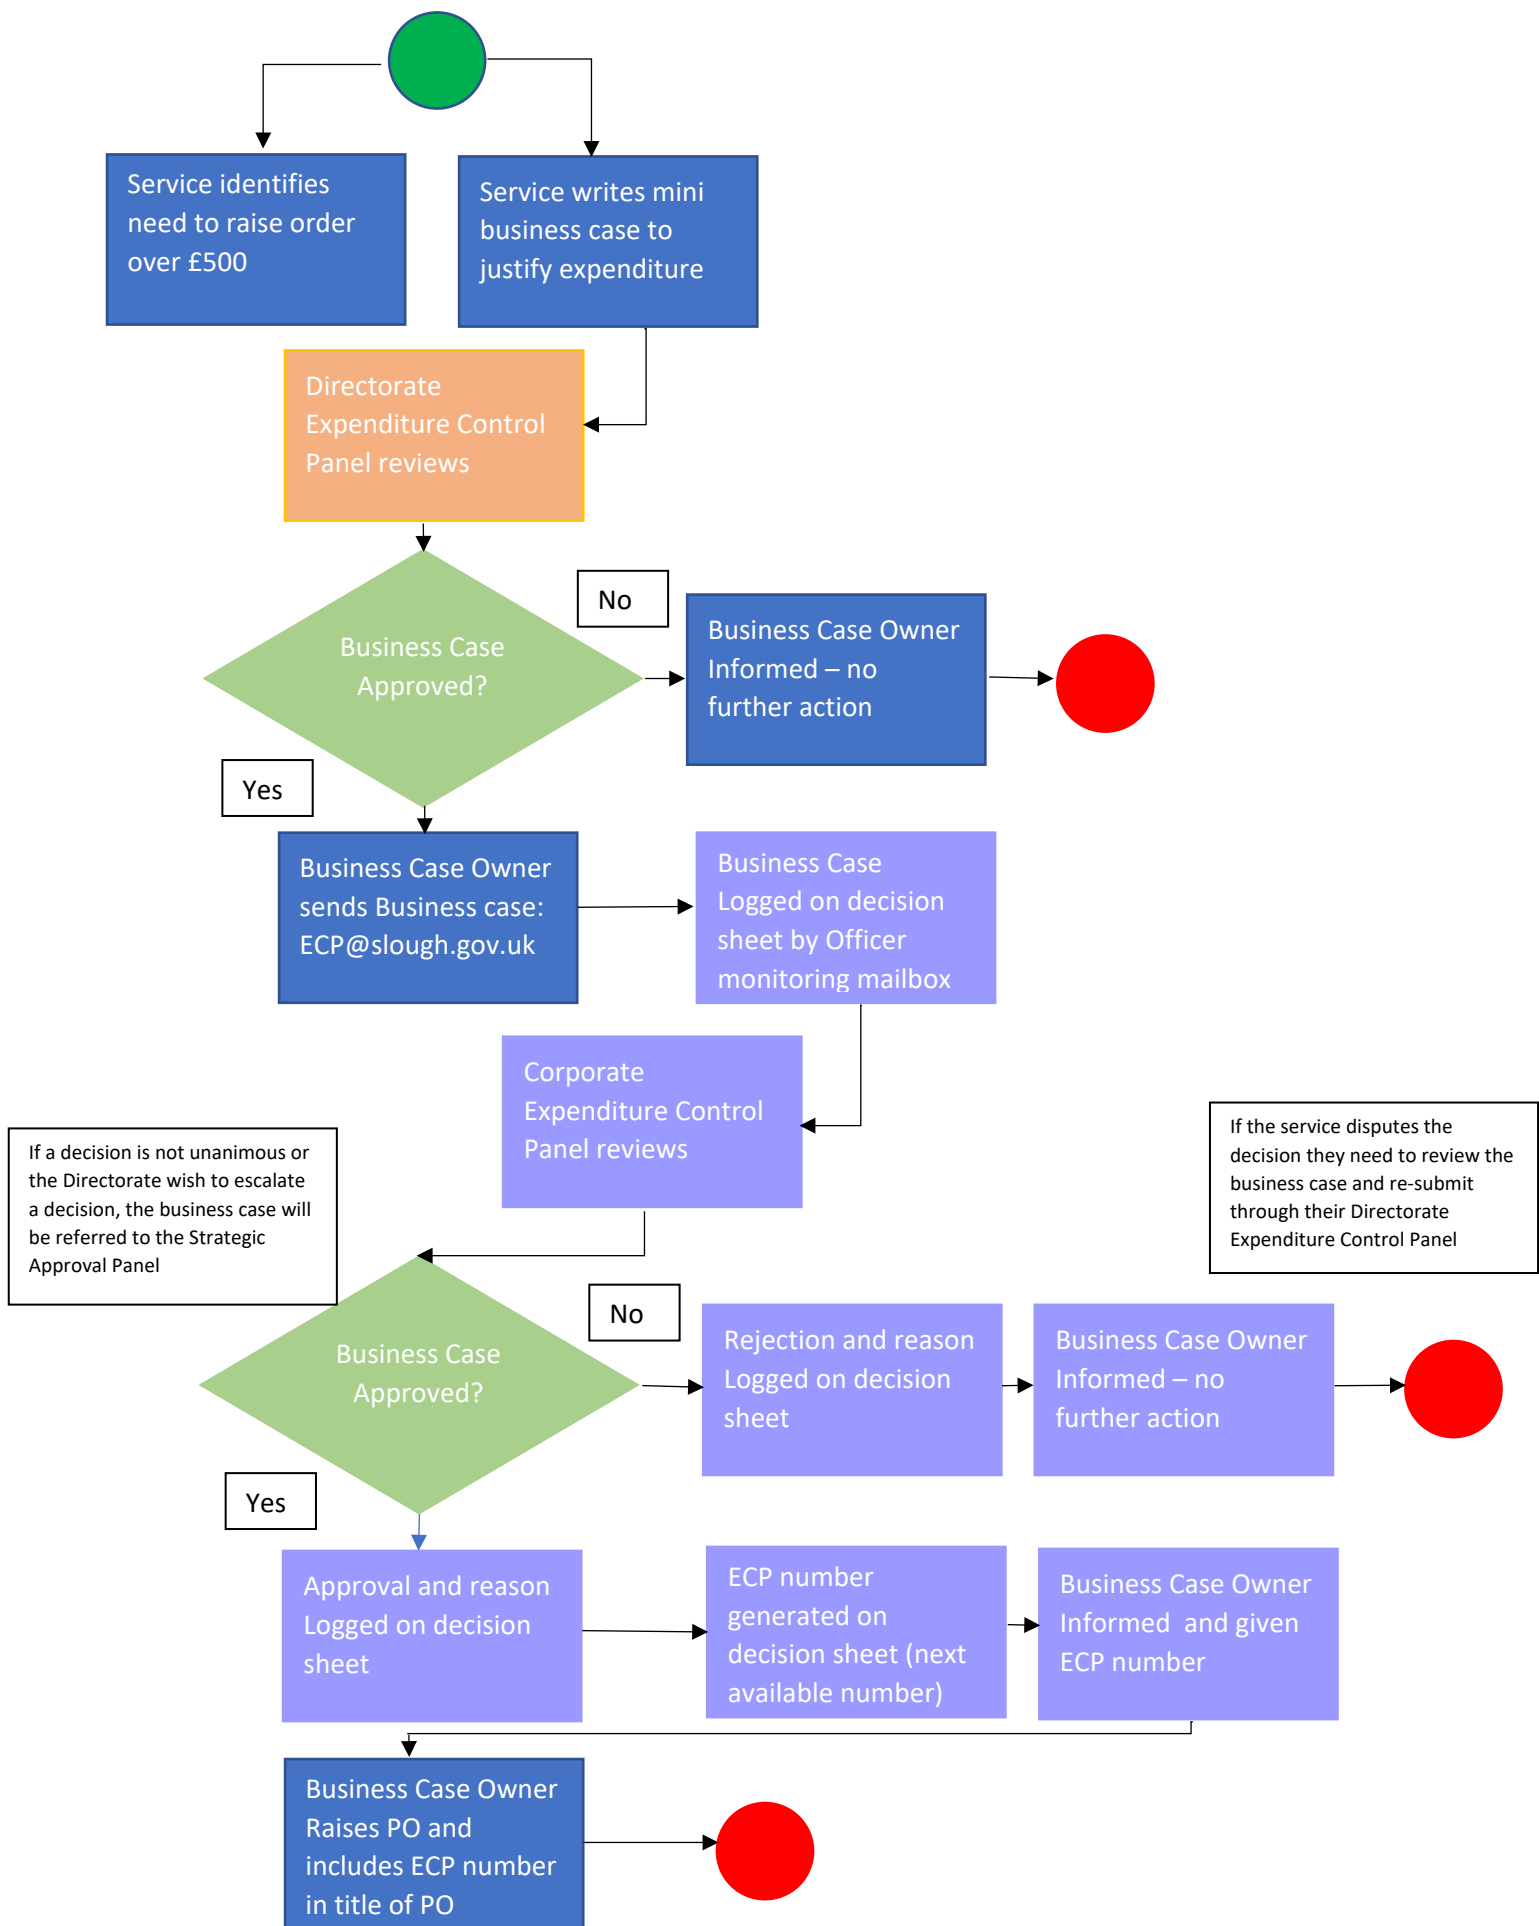 Service identifies
need to raise order
over £500
Service writes mini
business case to
justify expenditure
Directorate
Expenditure Control
Panel reviews
Business Case
Approved?
No
Business Case Owner
Informed – no
further action
Yes
Business Case Owner
sends Business case:
ECP@slough.gov.uk
Business Case
Logged on decision
sheet by Officer
monitoring mailbox
Corporate
Expenditure Control
Panel reviews
If a decision is not unanimous or
the Directorate wish to escalate
a decision, the business case will
be referred to the Strategic
Approval Panel
If the service disputes the
decision they need to review the
business case and re-submit
through their Directorate
Expenditure Control Panel
Business Case
Approved?
No
Rejection and reason
Logged on decision
sheet
Business Case Owner
Informed – no
further action
Yes
Approval and reason
Logged on decision
sheet
ECP number
generated on
decision sheet (next
available number)
Business Case Owner
Informed  and given
ECP number
Business Case Owner
Raises PO and
includes ECP number
in title of PO